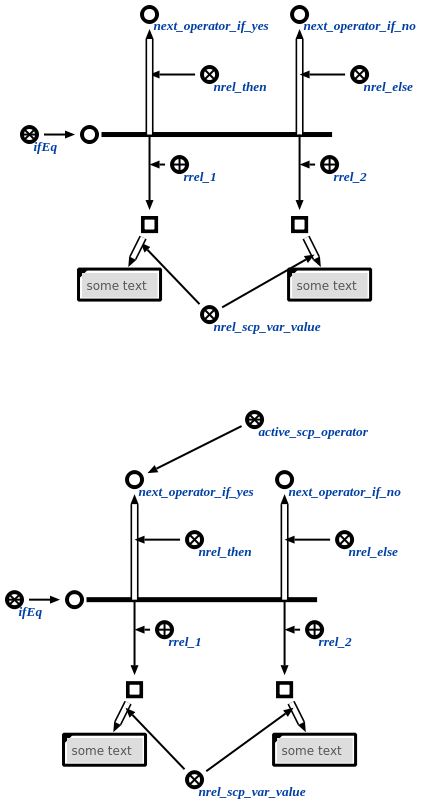 next_operator_if_yes
next_operator_if_no
nrel_then
nrel_else
ifEq
rrel_1
rrel_2
some text
some text
nrel_scp_var_value
active_scp_operator
next_operator_if_yes
next_operator_if_no
nrel_then
nrel_else
ifEq
rrel_1
rrel_2
some text
some text
nrel_scp_var_value